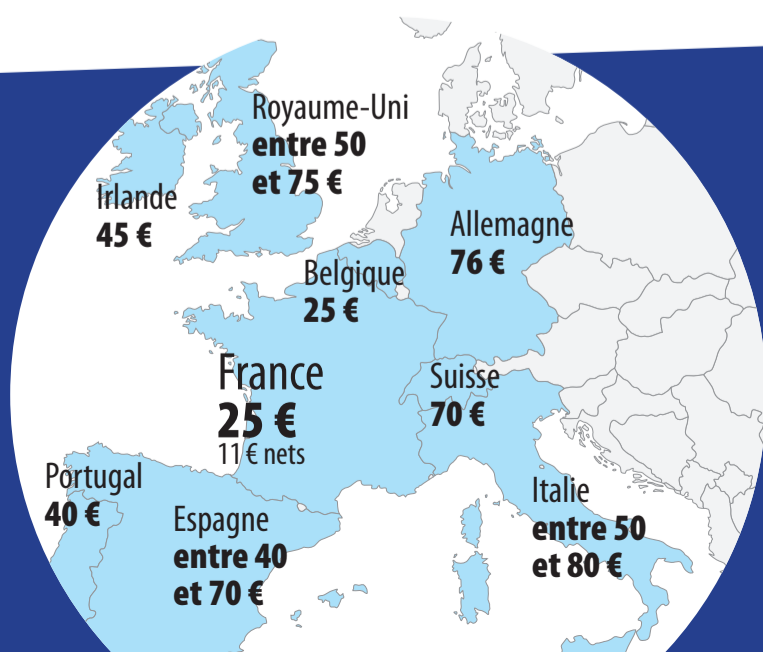 Royaume-Uni
entre 50
et 75 €
Irlande
45 €
Allemagne
76 €
Belgique
25 €
France
25 €
11 € nets
Suisse
70 €
Portugal
40 €
Espagne
entre 40
et 70 €
Italie
entre 50
et 80 €